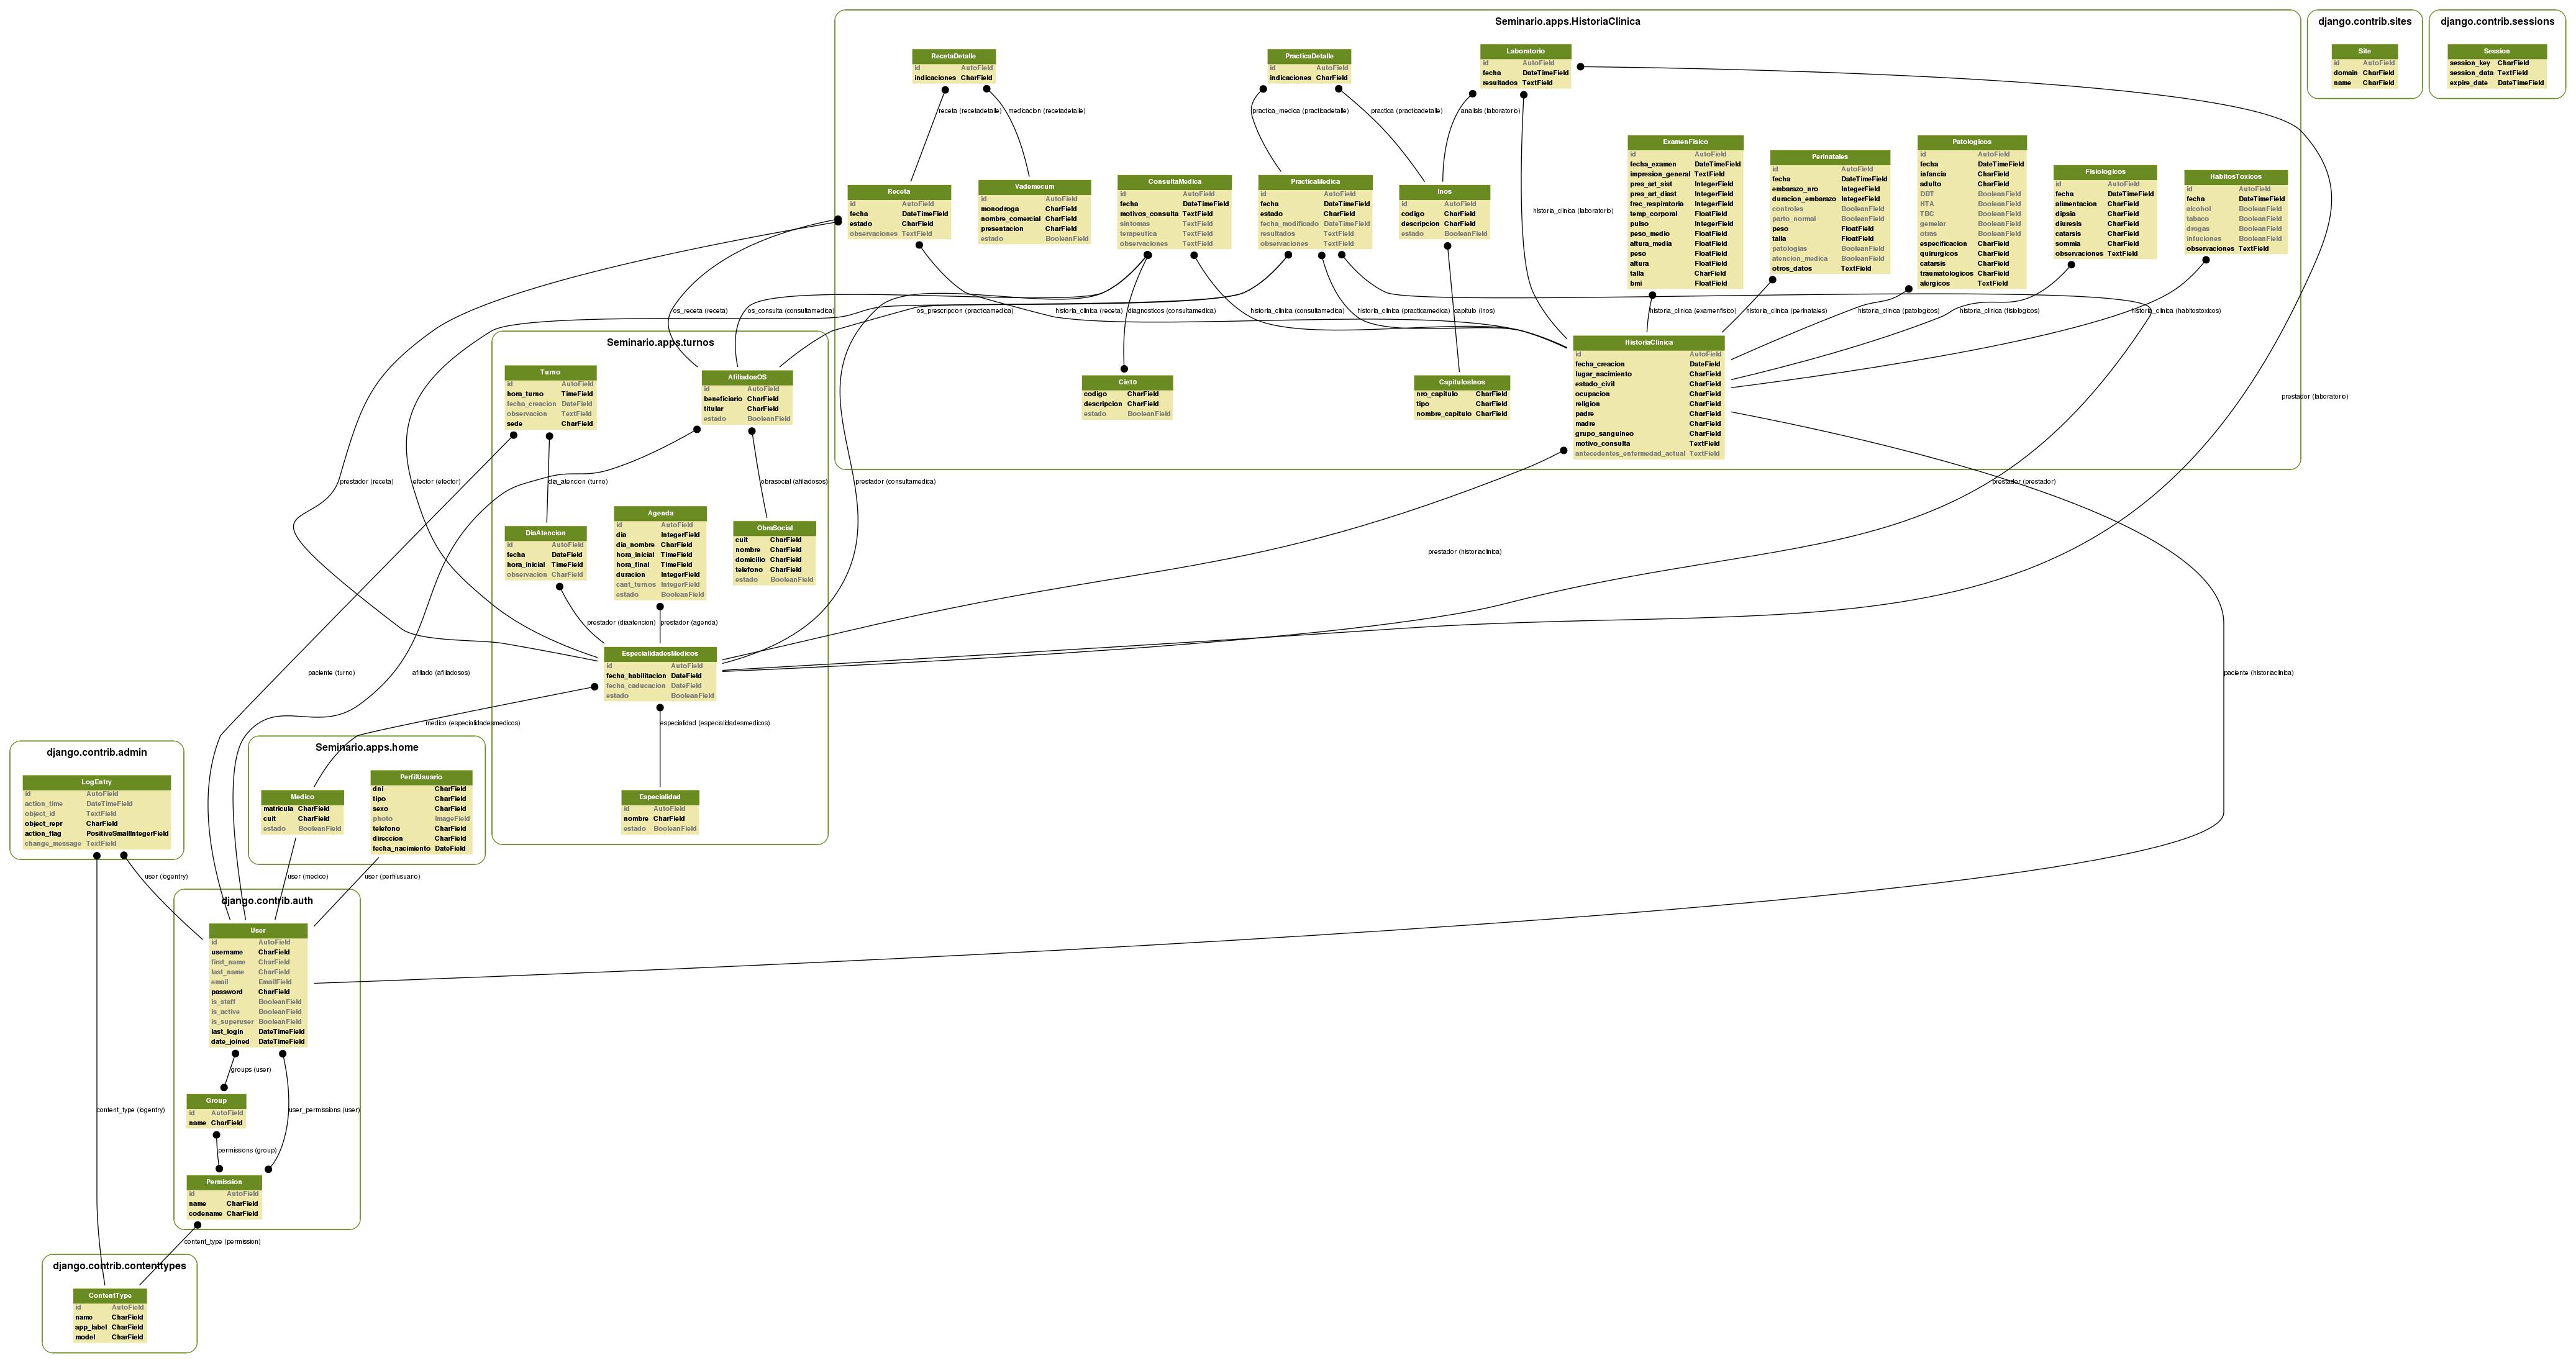 Seminario.apps.HistoriaClinica
RecetaDetalle
id AutoField
indicaciones CharField
PracticaDetalle
id AutoField
indicaciones CharField
Laboratorio
id AutoField
fecha DateTimeField
resultados TextField
receta (recetadetalle)
medicacion (recetadetalle)
practica_medica (practicadetalle)
practica (practicadetalle)
analisis (laboratorio)
Receta
id AutoField
fecha DateTimeField
estado CharField
observaciones TextField
Vademecum
id AutoField
monodroga CharField
nombre_comercial CharField
presentacion CharField
estado BooleanField
ConsultaMedica
id AutoField
fecha DateTimeField
motivos_consulta TextField
sintomas TextField
terapeutica TextField
observaciones TextField
PracticaMedica
id AutoField
fecha DateTimeField
estado CharField
fecha_modificado DateTimeField
resultados TextField
observaciones TextField
Inos
id AutoField
codigo CharField
descripcion CharField
estado BooleanField
historia_clinica (laboratorio)
ExamenFisico
id AutoField
fecha_examen DateTimeField
impresion_general TextField
pres_art_sist IntegerField
pres_art_diast IntegerField
frec_respiratoria IntegerField
temp_corporal FloatField
pulso IntegerField
peso_medio FloatField
altura_media FloatField
peso FloatField
altura FloatField
talla CharField
bmi FloatField
Perinatales
id AutoField
fecha DateTimeField
embarazo_nro IntegerField
duracion_embarazo IntegerField
controles BooleanField
parto_normal BooleanField
peso FloatField
talla FloatField
patologias BooleanField
atencion_medica BooleanField
otros_datos TextField
Patologicos
id AutoField
fecha DateTimeField
infancia CharField
adulto CharField
DBT BooleanField
HTA BooleanField
TBC BooleanField
gemelar BooleanField
otras BooleanField
especificacion CharField
quirurgicos CharField
catarsis CharField
traumatologicos CharField
alergicos TextField
Fisiologicos
id AutoField
fecha DateTimeField
alimentacion CharField
dipsia CharField
diuresis CharField
catarsis CharField
sommia CharField
observaciones TextField
HabitosToxicos
id AutoField
fecha DateTimeField
alcohol BooleanField
tabaco BooleanField
drogas BooleanField
infuciones BooleanField
observaciones TextField
os_receta (receta)
os_consulta (consultamedica)
os_prescripcion (practicamedica)
historia_clinica (receta)
diagnosticos (consultamedica)
historia_clinica (consultamedica)
historia_clinica (practicamedica)
capitulo (inos)
historia_clinica (examenfisico)
historia_clinica (perinatales)
historia_clinica (patologicos)
historia_clinica (fisiologicos)
historia_clinica (habitostoxicos)
Cie10
codigo CharField
descripcion CharField
estado BooleanField
CapitulosInos
nro_capitulo CharField
tipo CharField
nombre_capitulo CharField
HistoriaClinica
id AutoField
fecha_creacion DateField
lugar_nacimiento CharField
estado_civil CharField
ocupacion CharField
religion CharField
padre CharField
madre CharField
grupo_sanguineo CharField
motivo_consulta TextField
antecedentes_enfermedad_actual TextField
prestador (laboratorio)
django.contrib.sites
Site
id AutoField
domain CharField
name CharField
django.contrib.sessions
Session
session_key CharField
session_data TextField
expire_date DateTimeField
Seminario.apps.turnos
Turno
id AutoField
hora_turno TimeField
fecha_creacion DateField
observacion TextField
sede CharField
AfiliadosOS
id AutoField
beneficiario CharField
titular CharField
estado BooleanField
prestador (receta)
efector (efector)
dia_atencion (turno)
obrasocial (afiliadosos)
prestador (consultamedica)
prestador (prestador)
DiaAtencion
id AutoField
fecha DateField
hora_inicial TimeField
observacion CharField
Agenda
id AutoField
dia IntegerField
dia_nombre CharField
hora_inicial TimeField
hora_final TimeField
duracion IntegerField
cant_turnos IntegerField
estado BooleanField
ObraSocial
cuit CharField
nombre CharField
domicilio CharField
telefono CharField
estado BooleanField
prestador (historiaclinica)
prestador (diaatencion)
prestador (agenda)
EspecialidadesMedicos
id AutoField
fecha_habilitacion DateField
fecha_caducacion DateField
estado BooleanField
paciente (turno)
afiliado (afiliadosos)
paciente (historiaclinica)
medico (especialidadesmedicos)
especialidad (especialidadesmedicos)
Especialidad
id AutoField
nombre CharField
estado BooleanField
django.contrib.admin
LogEntry
id AutoField
action_time DateTimeField
object_id TextField
object_repr CharField
action_flag PositiveSmallIntegerField
change_message TextField
Seminario.apps.home
Medico
matricula CharField
cuit CharField
estado BooleanField
PerfilUsuario
dni CharField
tipo CharField
sexo CharField
photo ImageField
telefono CharField
direccion CharField
fecha_nacimiento DateField
user (logentry)
user (medico)
user (perfilusuario)
django.contrib.auth
User
id AutoField
username CharField
first_name CharField
last_name CharField
email EmailField
password CharField
is_staff BooleanField
is_active BooleanField
is_superuser BooleanField
last_login DateTimeField
date_joined DateTimeField
groups (user)
content_type (logentry)
user_permissions (user)
Group
id AutoField
name CharField
permissions (group)
Permission
id AutoField
name CharField
codename CharField
content_type (permission)
django.contrib.contenttypes
ContentType
id AutoField
name CharField
app_label CharField
model CharField